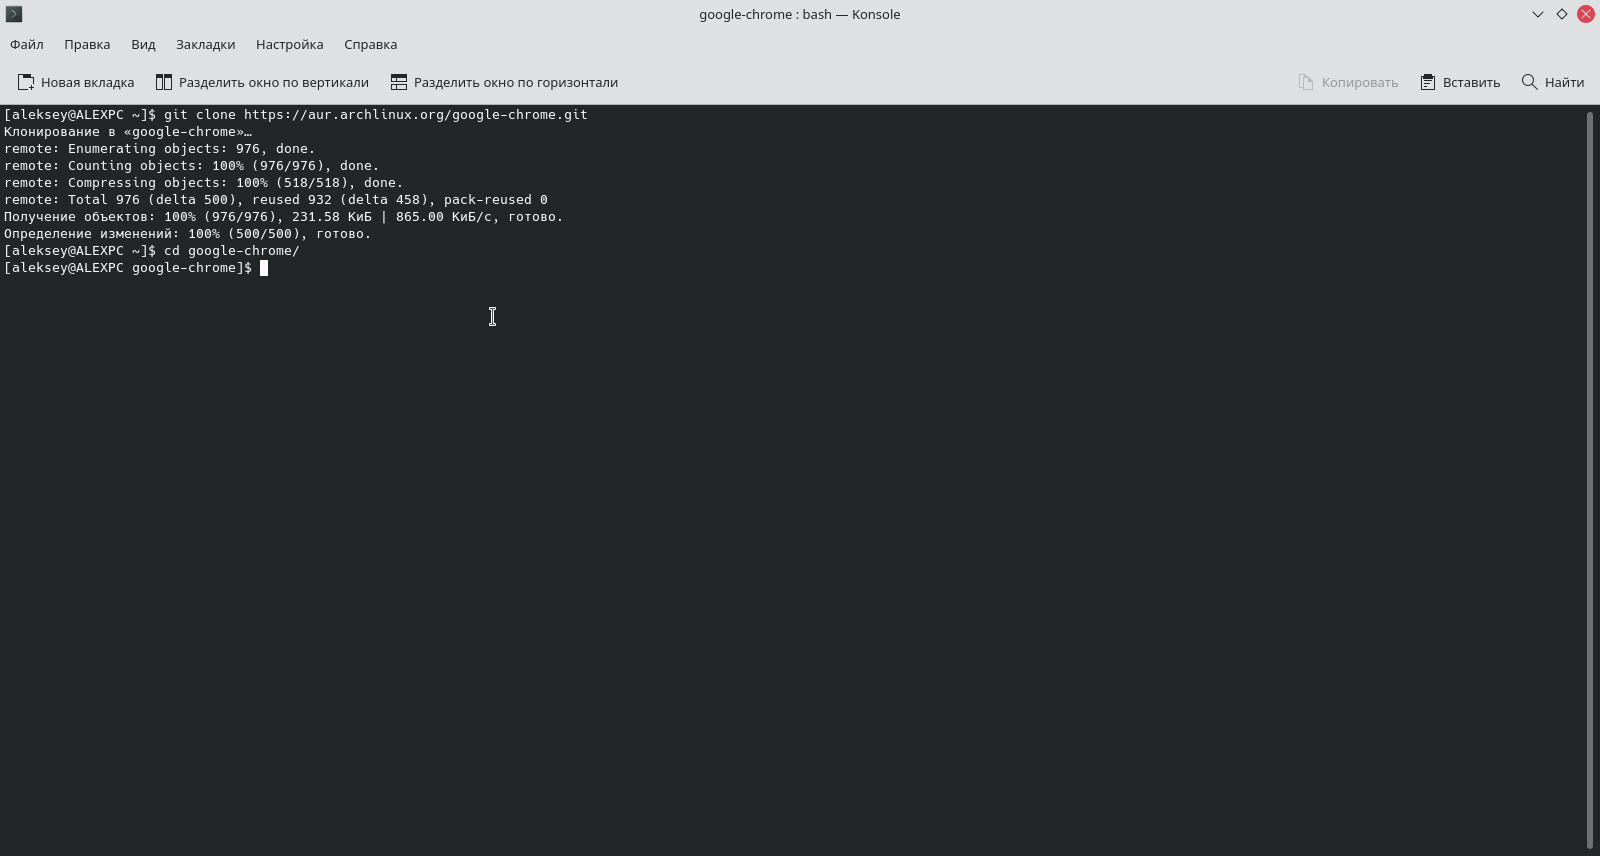 google-chrome : bash — Konsole
Файл Правка Вид Закладки Настройка Справка
Новая вкладка Разделить окно по вертикали Разделить окно по горизонтали Копировать Вставить Найти
[aleksey@ALEXPC ~]$ git clone https://aur.archlinux.org/google-chrome.git
Клонирование в «google-chrome»…
remote: Enumerating objects: 976, done.
remote: Counting objects: 100% (976/976), done.
remote: Compressing objects: 100% (518/518), done.
remote: Total 976 (delta 500), reused 932 (delta 458), pack-reused 0
Получение объектов: 100% (976/976), 231.58 КиБ | 865.00 КиБ/с, готово.
Определение изменений: 100% (500/500), готово.
[aleksey@ALEXPC ~]$ cd google-chrome/
[aleksey@ALEXPC google-chrome]$